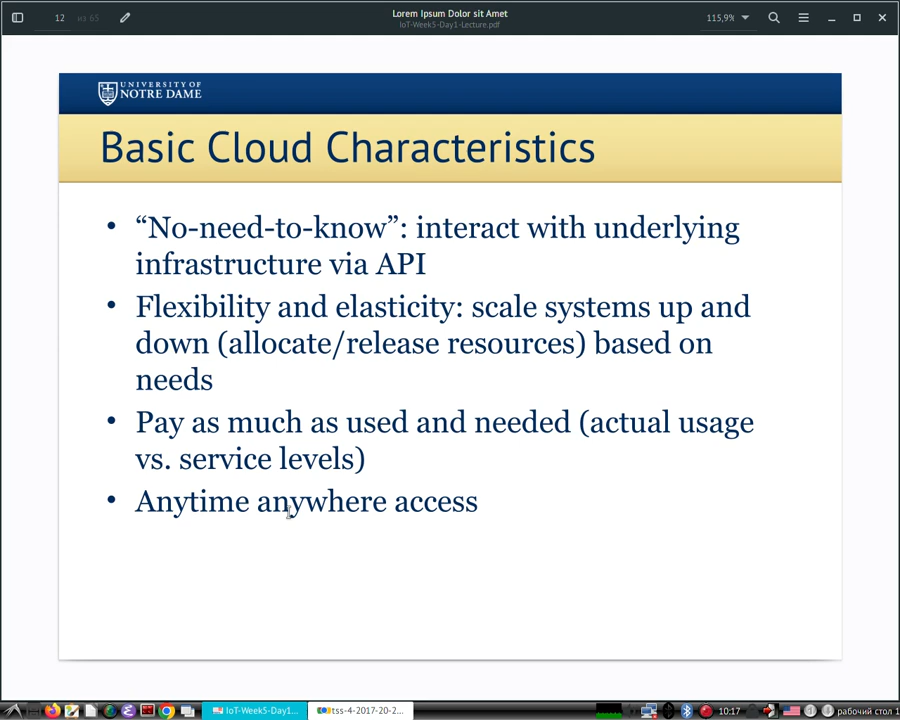 12 из 65
Lorem Ipsum Dolor sit Amet
IoT-Week5-Day1-Lecture.pdf
115,9%
UNIVERSITY OF
NOTRE DAME
Basic Cloud Characteristics
• “No-need-to-know”: interact with underlying
infrastructure via API
• Flexibility and elasticity: scale systems up and
down (allocate/release resources) based on
needs
• Pay as much as used and needed (actual usage
vs. service levels)
• Anytime anywhere access
IoT-Week5-Day1...
tss-4-2017-20-2...
10:17
рабочий стол 1